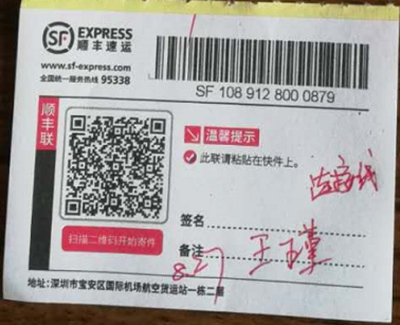 SF EXPRESS
顺丰速运
www.sf-express.com
全国统一服务热线 95338
SF 108 912 800 0879
顺丰联
温馨提示
此联请粘贴在快件上。
签名
备注
8.27
扫描二维码开始寄件
地址:深圳市宝安区国际机场航空货运站一栋二层